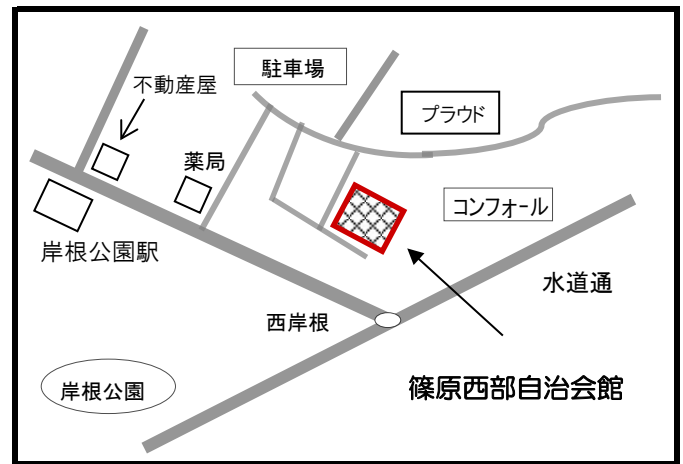 駐車場
不動産屋
プラウド
薬局
コンフォール
岸根公園駅
水道通
西岸根
岸根公園
篠原西部自治会館